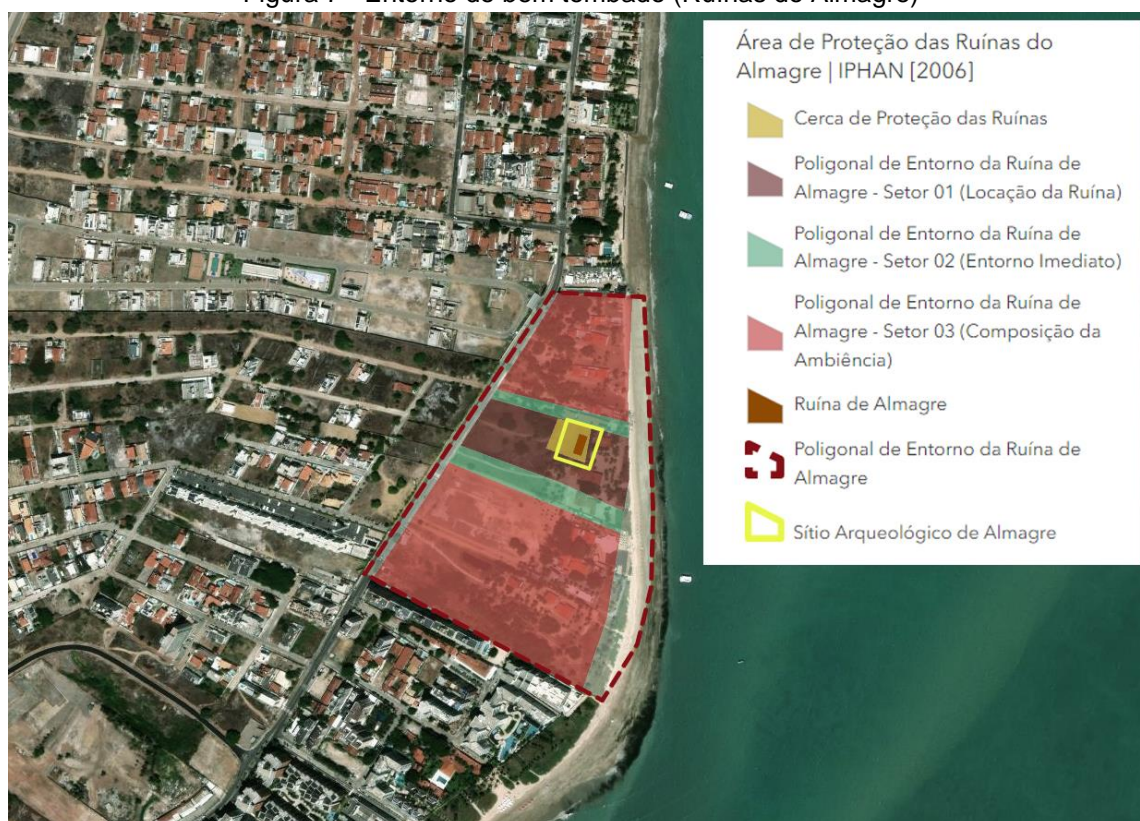 Área de Proteção das Ruínas do
Almagre | IPHAN [2006]
Cerca de Proteção das Ruínas
Poligonal de Entorno da Ruína de
Almagre - Setor 01 (Locação da Ruína)
Poligonal de Entorno da Ruína de
Almagre - Setor 02 (Entorno Imediato)
Poligonal de Entorno da Ruína de
Almagre - Setor 03 (Composição da
Ambiência)
Ruína de Almagre
Poligonal de Entorno da Ruína de
Almagre
Sítio Arqueológico de Almagre